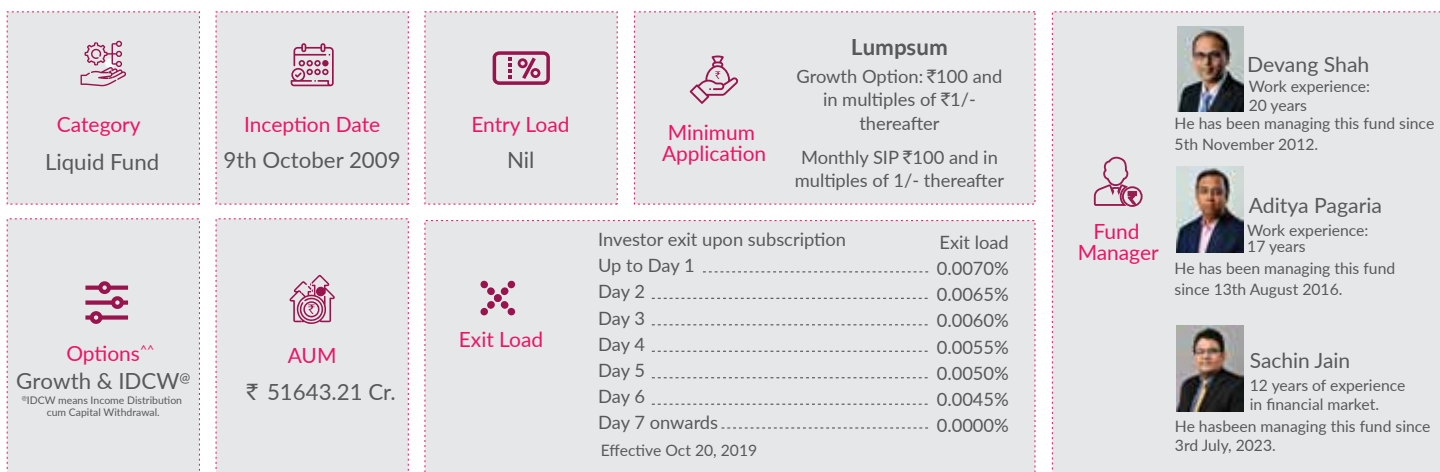 Category
Liquid Fund
Inception Date
9th October 2009
Entry Load
Nil
Minimum
Application
Lumpsum
Growth Option: ₹100 and
in multiples of ₹1/-
thereafter
Monthly SIP ₹100 and in
multiples of 1/- thereafter
Options^^
Growth & IDCW@
@IDCW means Income Distribution
cum Capital Withdrawal.
AUM
₹ 51643.21 Cr.
Exit Load
Investor exit upon subscription Exit load
Up to Day 1 0.0070%
Day 2 0.0065%
Day 3 0.0060%
Day 4 0.0055%
Day 5 0.0050%
Day 6 0.0045%
Day 7 onwards 0.0000%
Effective Oct 20, 2019
Fund
Manager
Devang Shah
Work experience:
20 years
He has been managing this fund since
5th November 2012.
Aditya Pagaria
Work experience:
17 years
He has been managing this fund
since 13th August 2016.
Sachin Jain
12 years of experience
in financial market.
He hasbeen managing this fund since
3rd July, 2023.